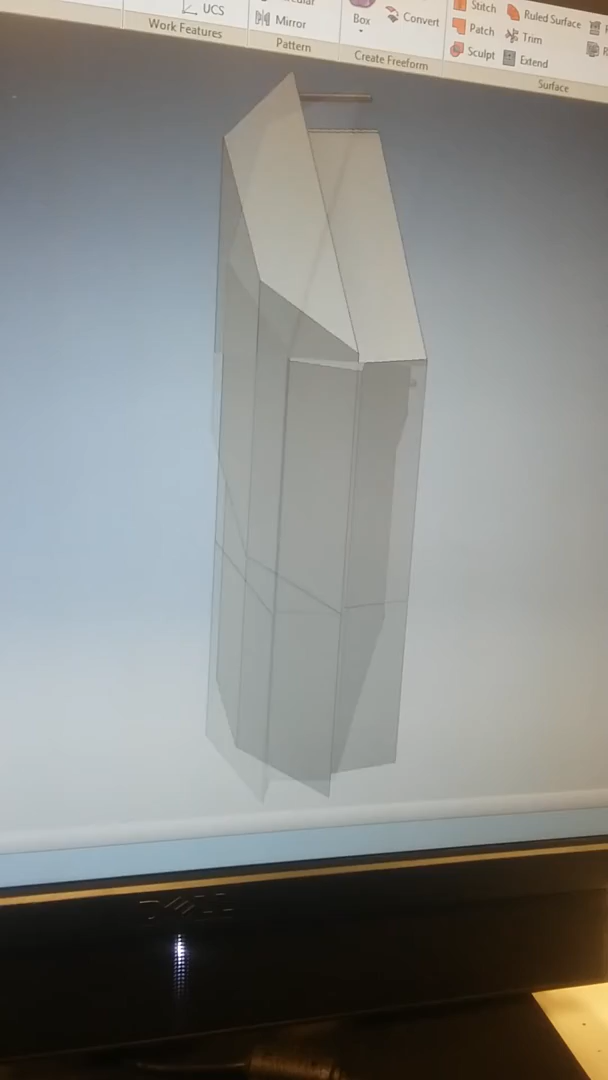 UCS
Work Features
Mirror
Pattern
Box
Convert
Create Freeform
Stitch
Ruled Surface
Patch
Trim
Sculpt
Extend
Surface